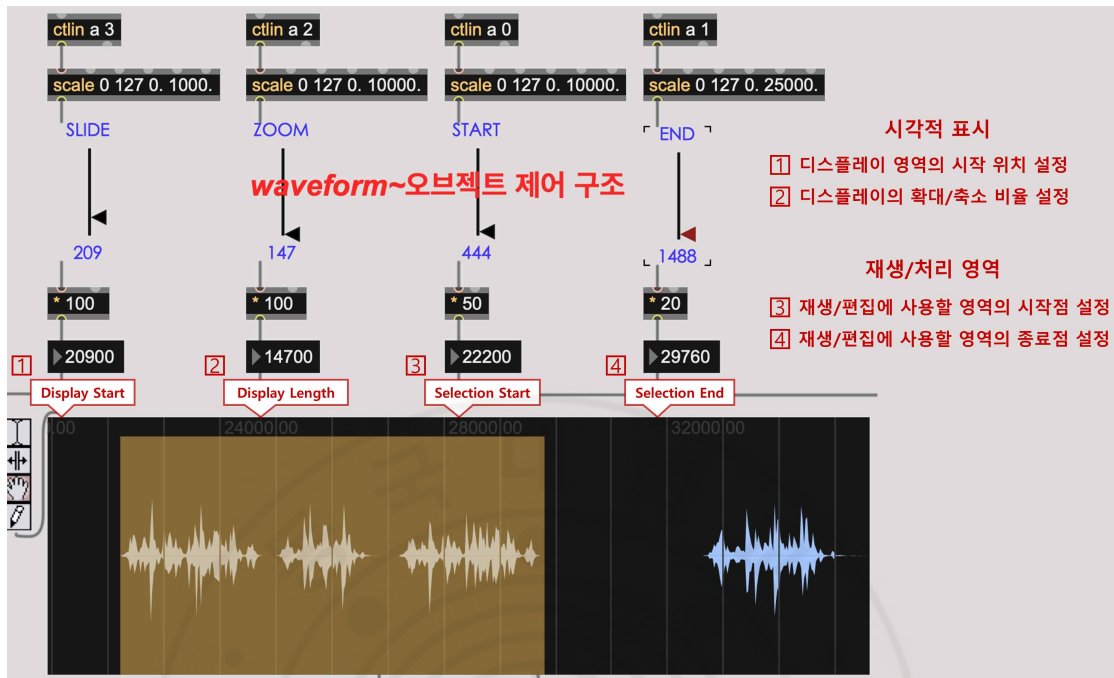 ctlin a 3
ctlin a 2
ctlin a 0
ctlin a 1
scale 0 127 0. 1000.
scale 0 127 0. 10000.
scale 0 127 0. 10000.
scale 0 127 0. 25000.
SLIDE
ZOOM
START
END
waveform~오브젝트 제어 구조
209
147
444
1488
* 100
* 100
* 50
* 20
1 20900
2 14700
3 22200
4 29760
Display Start
Display Length
Selection Start
Selection End
시각적 표시
1 디스플레이 영역의 시작 위치 설정
2 디스플레이의 확대/축소 비율 설정
재생/처리 영역
3 재생/편집에 사용할 영역의 시작점 설정
4 재생/편집에 사용할 영역의 종료점 설정
.00
24000.00
28000.00
32000.00